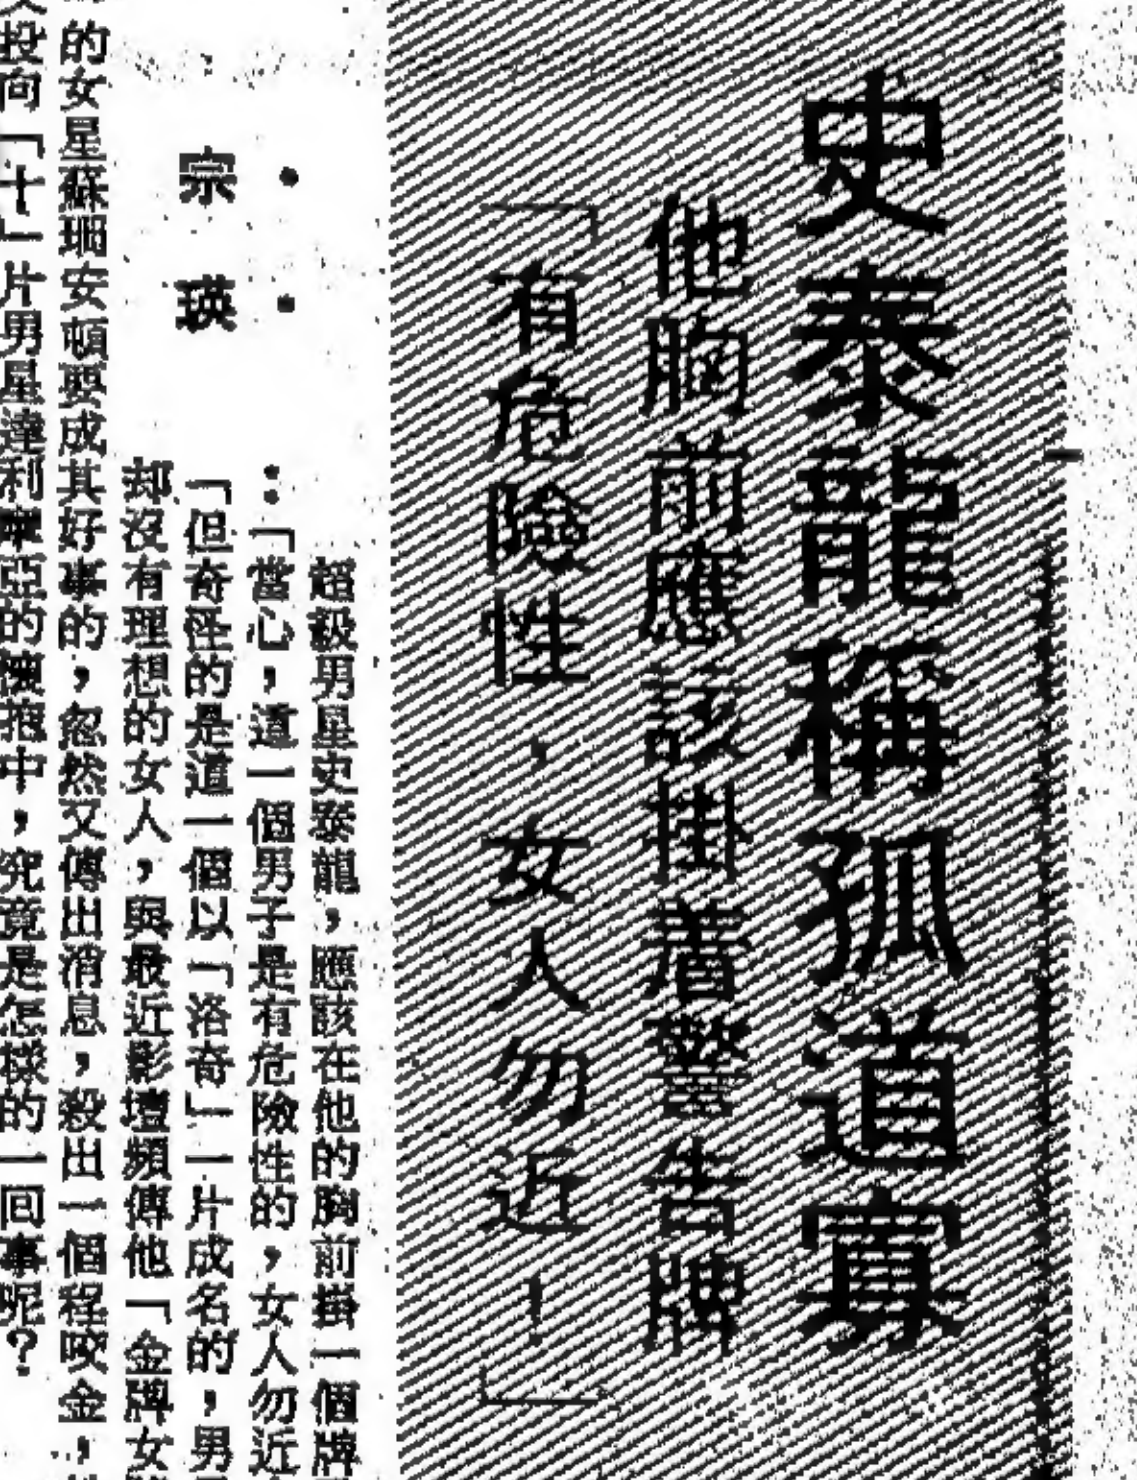 史泰龍稱孤道寡
他胸前應該掛着警告牌
「有危險性，女人勿近！」
・宗瑛・
超級男星史泰龍，應該在他的胸前掛一個牌
：「當心，這一個男子是有危險性的，女人勿近
「但奇怪的是這一個以「洛奇」一片成名的，男
却沒有理想的女人，與最近影壇頻傳他「金牌女
的女星蘇珊安頓要成其好事的，忽然又傳出消息，殺出一個程咬金，
投向「十」片男星達利摩亞的擁抱中，究竟是怎樣的一回事呢？